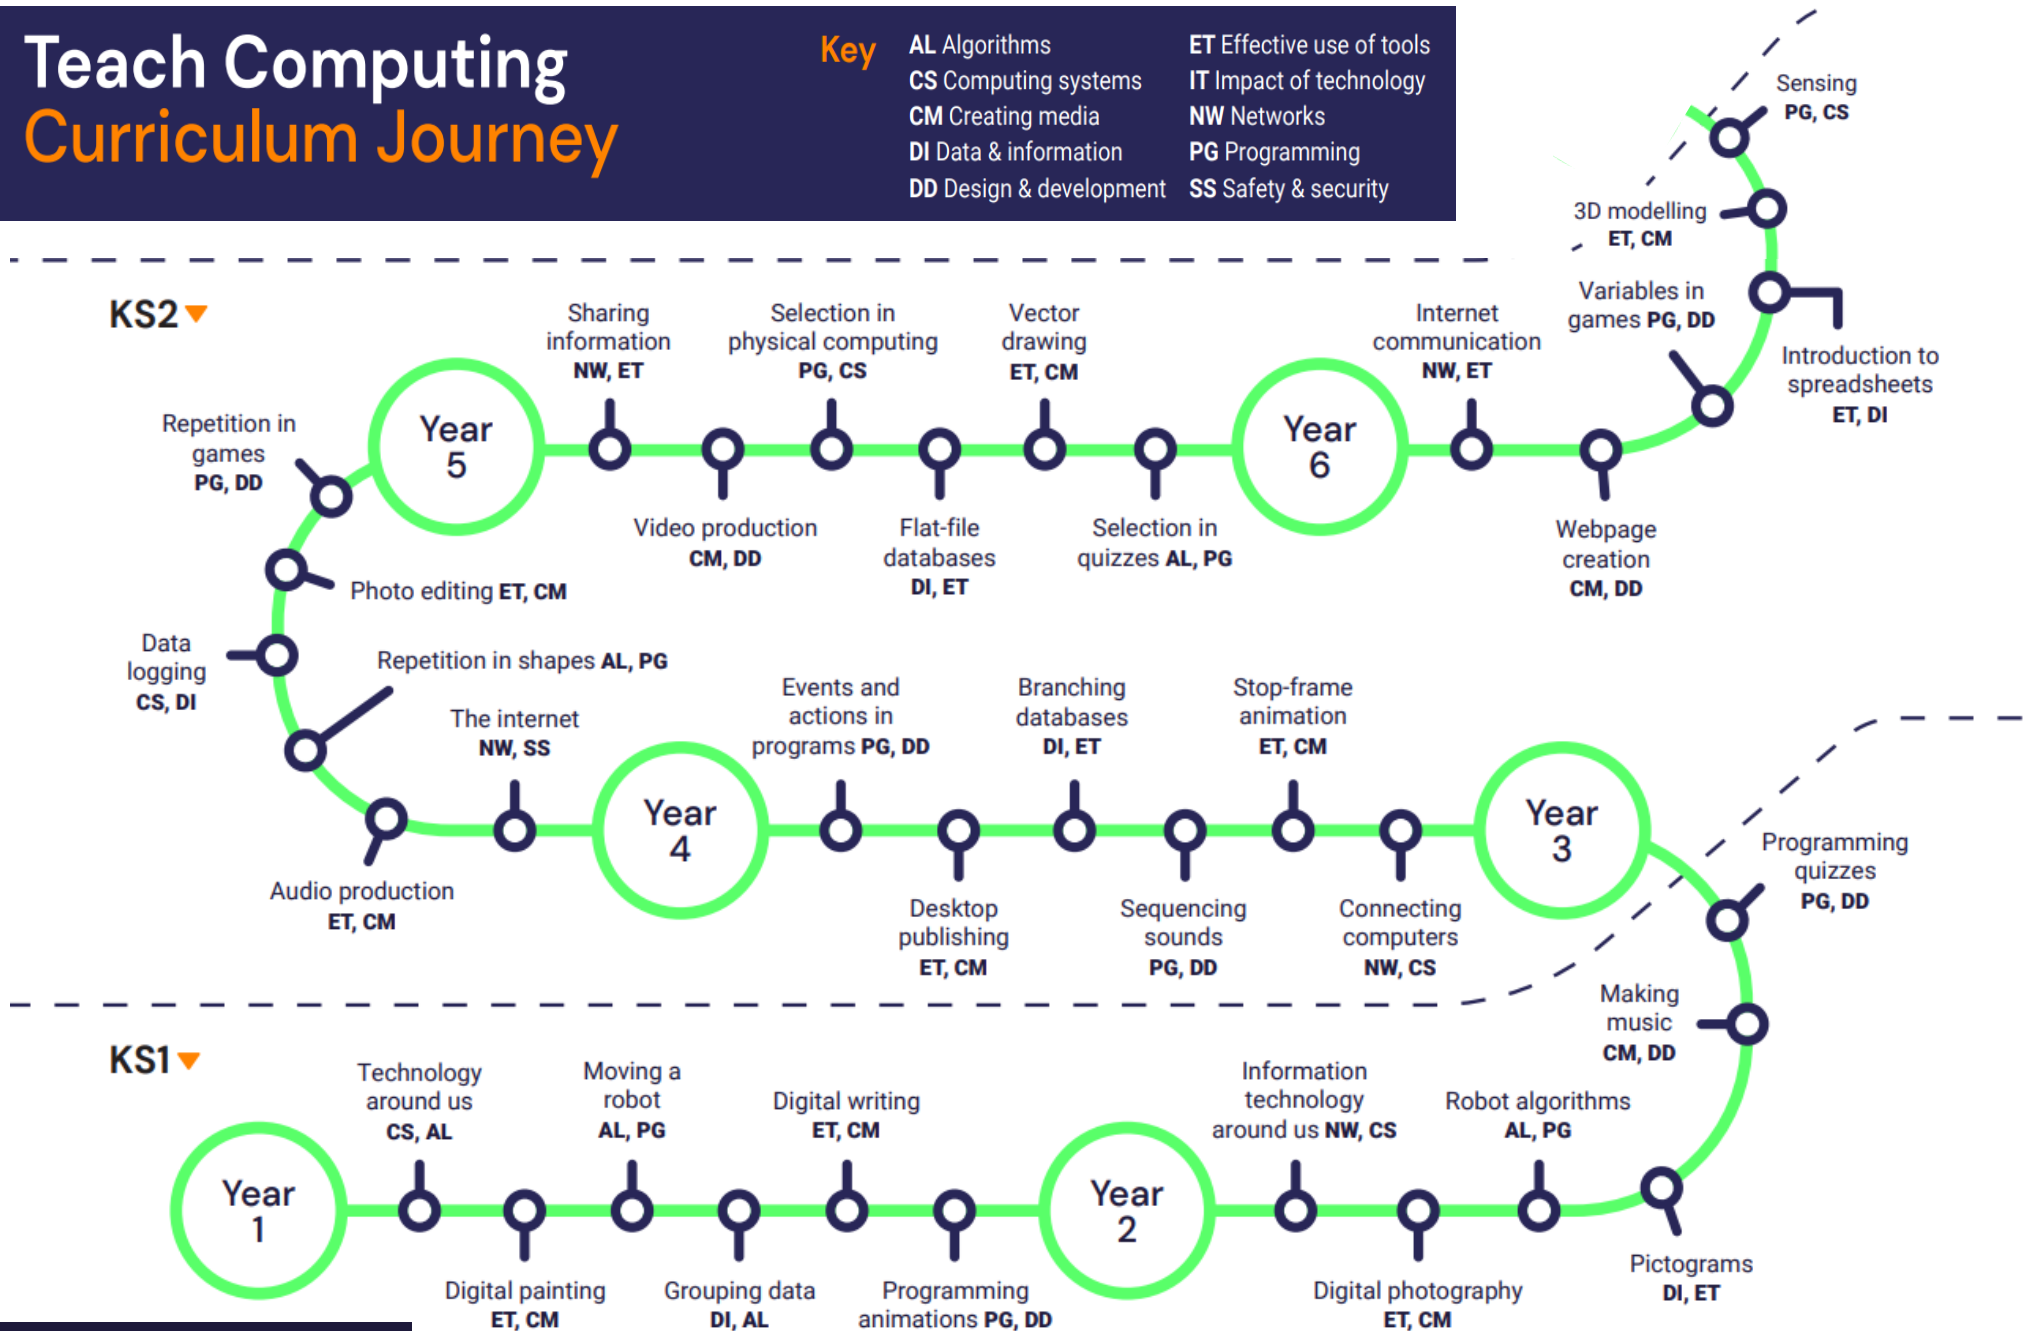 Teach Computing
Curriculum Journey
Key
AL Algorithms
CS Computing systems
CM Creating media
DI Data & information
DD Design & development
ET Effective use of tools
IT Impact of technology
NW Networks
PG Programming
SS Safety & security
Sensing
PG, CS
3D modelling
ET, CM
Variables in
games PG, DD
Introduction to
spreadsheets
ET, DI
KS2
Repetition in
games
PG, DD
Year
5
Sharing
information
NW, ET
Video production
CM, DD
Selection in
physical computing
PG, CS
Flat-file
databases
DI, ET
Vector
drawing
ET, CM
Selection in
quizzes AL, PG
Year
6
Internet
communication
NW, ET
Webpage
creation
CM, DD
Photo editing ET, CM
Data
logging
CS, DI
Repetition in shapes AL, PG
Audio production
ET, CM
The internet
NW, SS
Year
4
Events and
actions in
programs PG, DD
Desktop
publishing
ET, CM
Branching
databases
DI, ET
Sequencing
sounds
PG, DD
Stop-frame
animation
ET, CM
Connecting
computers
NW, CS
Year
3
Programming
quizzes
PG, DD
Making
music
CM, DD
KS1
Year
1
Technology
around us
CS, AL
Digital painting
ET, CM
Moving a
robot
AL, PG
Grouping data
DI, AL
Digital writing
ET, CM
Programming
animations PG, DD
Year
2
Information
technology
around us NW, CS
Digital photography
ET, CM
Robot algorithms
AL, PG
Pictograms
DI, ET